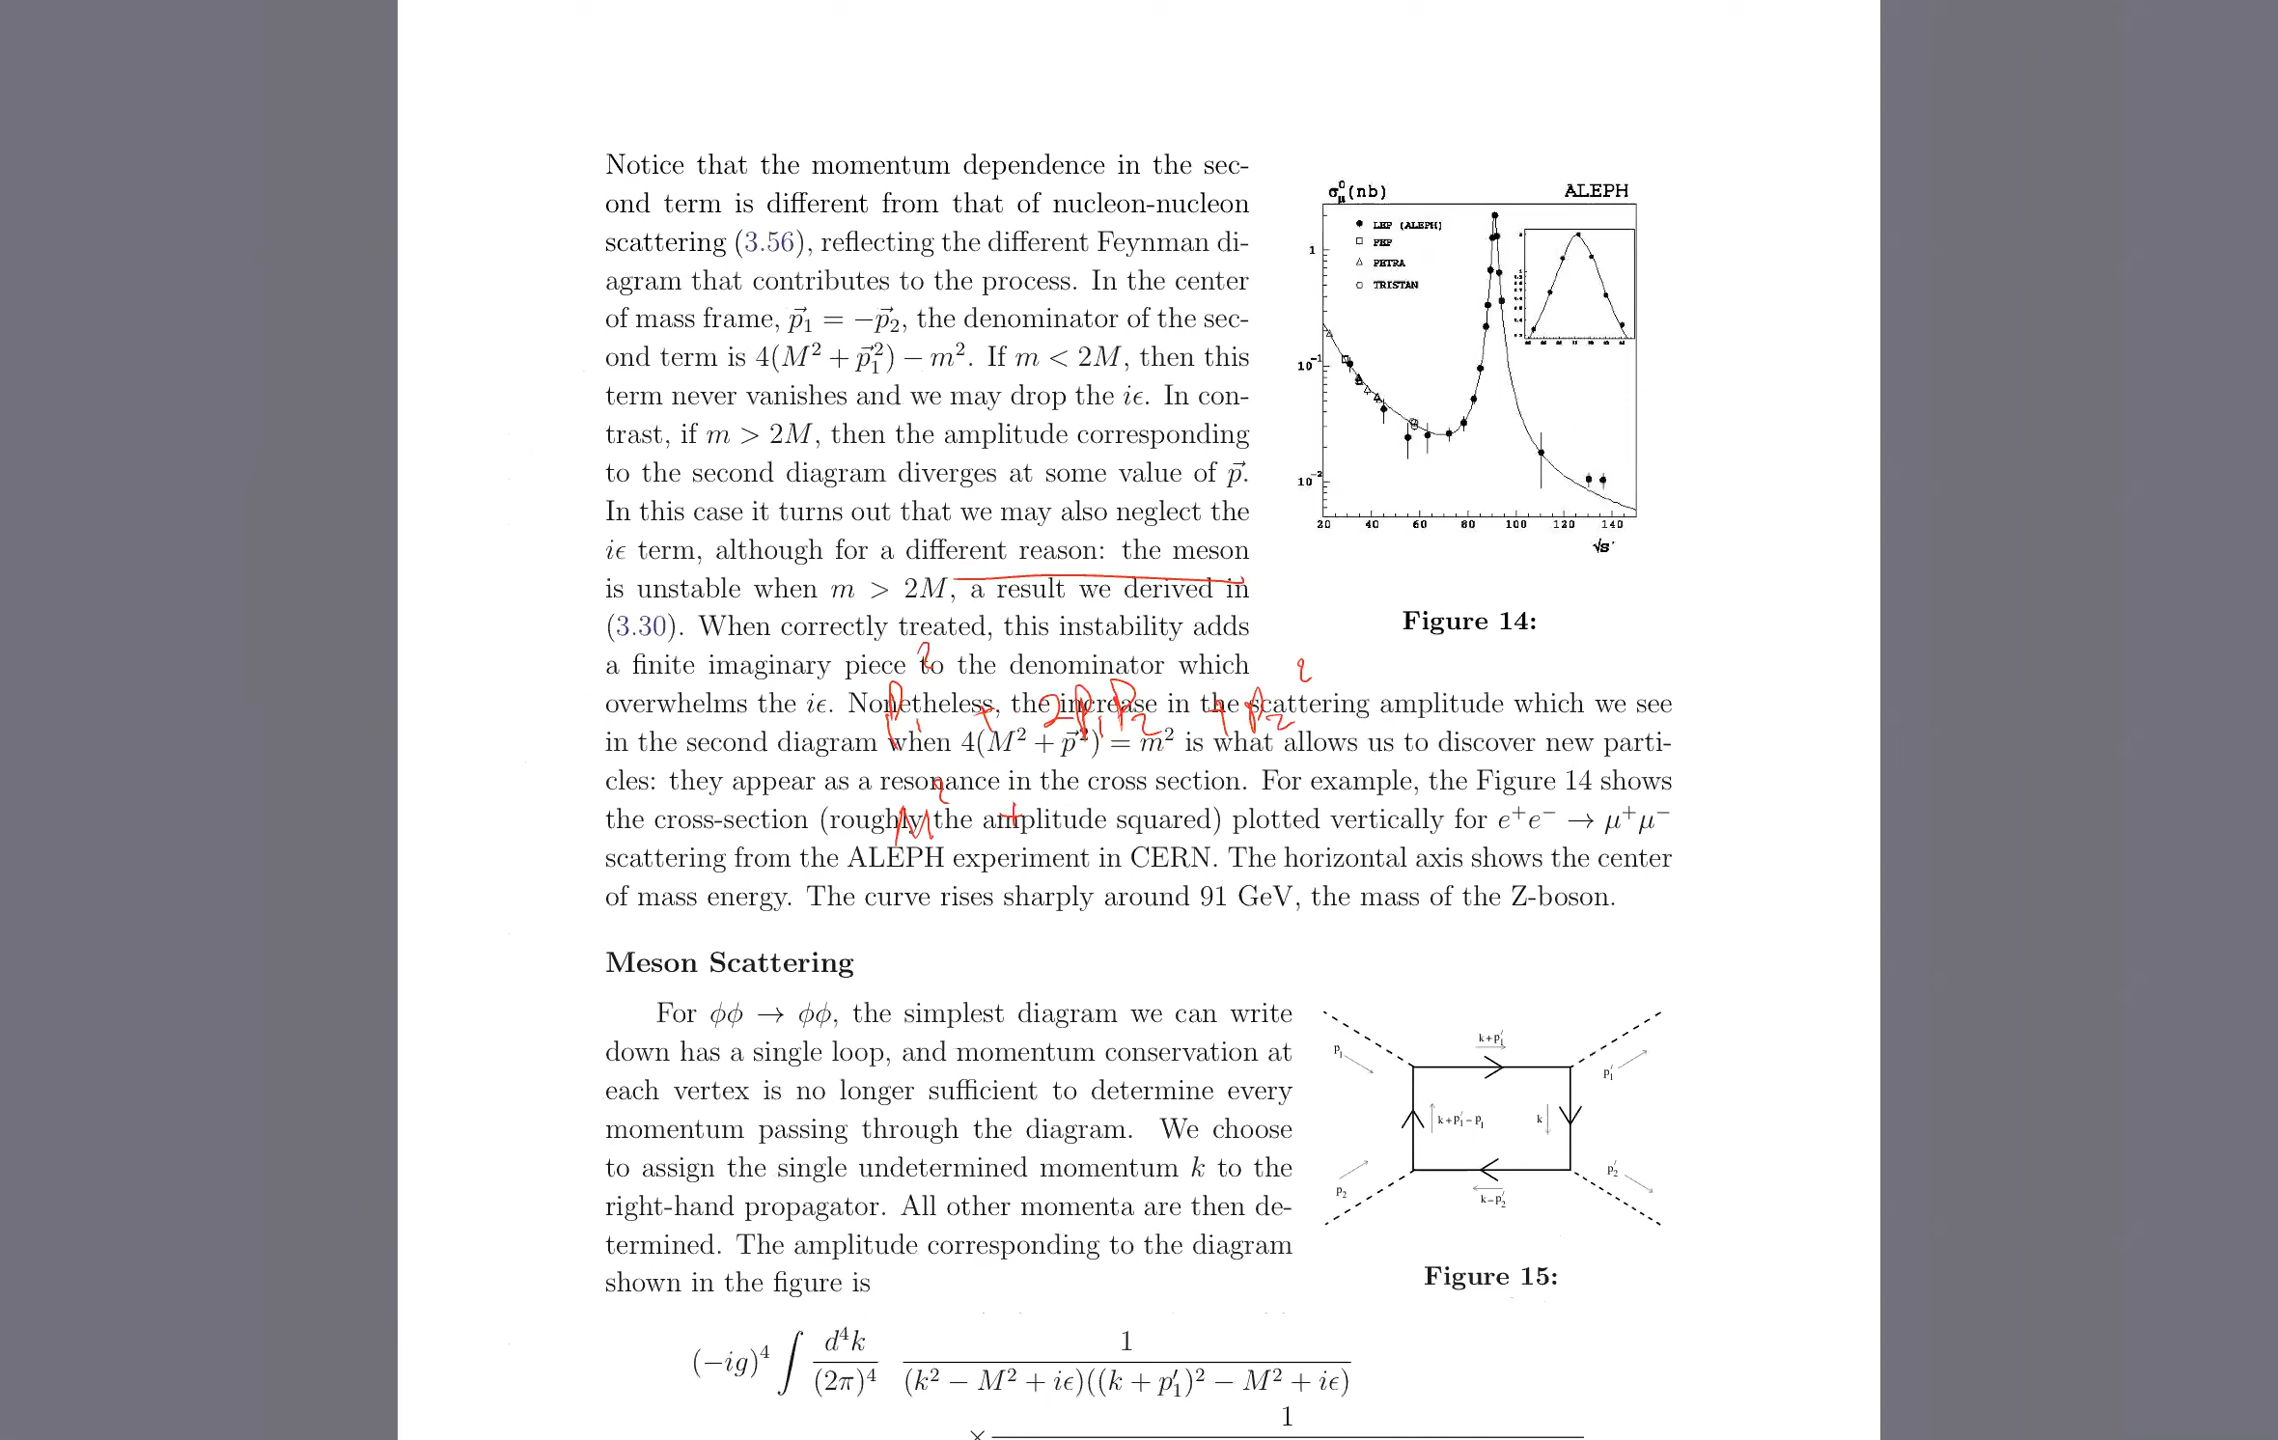 Notice that the momentum dependence in the sec-
ond term is different from that of nucleon-nucleon
scattering (3.56), reflecting the different Feynman di-
agram that contributes to the process. In the center
of mass frame, p⃗₁ = −p⃗₂, the denominator of the sec-
ond term is 4(M² + p⃗₁²) − m². If m < 2M, then this
term never vanishes and we may drop the iϵ. In con-
trast, if m > 2M, then the amplitude corresponding
to the second diagram diverges at some value of p⃗.
In this case it turns out that we may also neglect the
iϵ term, although for a different reason: the meson
is unstable when m > 2M, a result we derived in
(3.30). When correctly treated, this instability adds
a finite imaginary piece to the denominator which
overwhelms the iϵ. Nonetheless, the increase in the scattering amplitude which we see
in the second diagram when 4(M² + p⃗²) = m² is what allows us to discover new parti-
cles: they appear as a resonance in the cross section. For example, the Figure 14 shows
the cross-section (roughly the amplitude squared) plotted vertically for e⁺e⁻ → μ⁺μ⁻
scattering from the ALEPH experiment in CERN. The horizontal axis shows the center
of mass energy. The curve rises sharply around 91 GeV, the mass of the Z-boson.
p₁² + 2p₁p₂ + p₂²
M² +
σ⁰μ(nb) ALEPH
LEP (ALEPH)
PEP
PETRA
TRISTAN
1
10⁻¹
10⁻²
20 40 60 80 100 120 140
√s
Figure 14:
Meson Scattering
For ϕϕ → ϕϕ, the simplest diagram we can write
down has a single loop, and momentum conservation at
each vertex is no longer sufficient to determine every
momentum passing through the diagram. We choose
to assign the single undetermined momentum k to the
right-hand propagator. All other momenta are then de-
termined. The amplitude corresponding to the diagram
shown in the figure is
k+p₁′
p₁
p₁′
k+p₁′−p₁
k
p₂
p₂′
k−p₂′
Figure 15:
(−ig)⁴ ∫ d⁴k/(2π)⁴ 1/((k² − M² + iϵ)((k + p₁′)² − M² + iϵ))
× 1